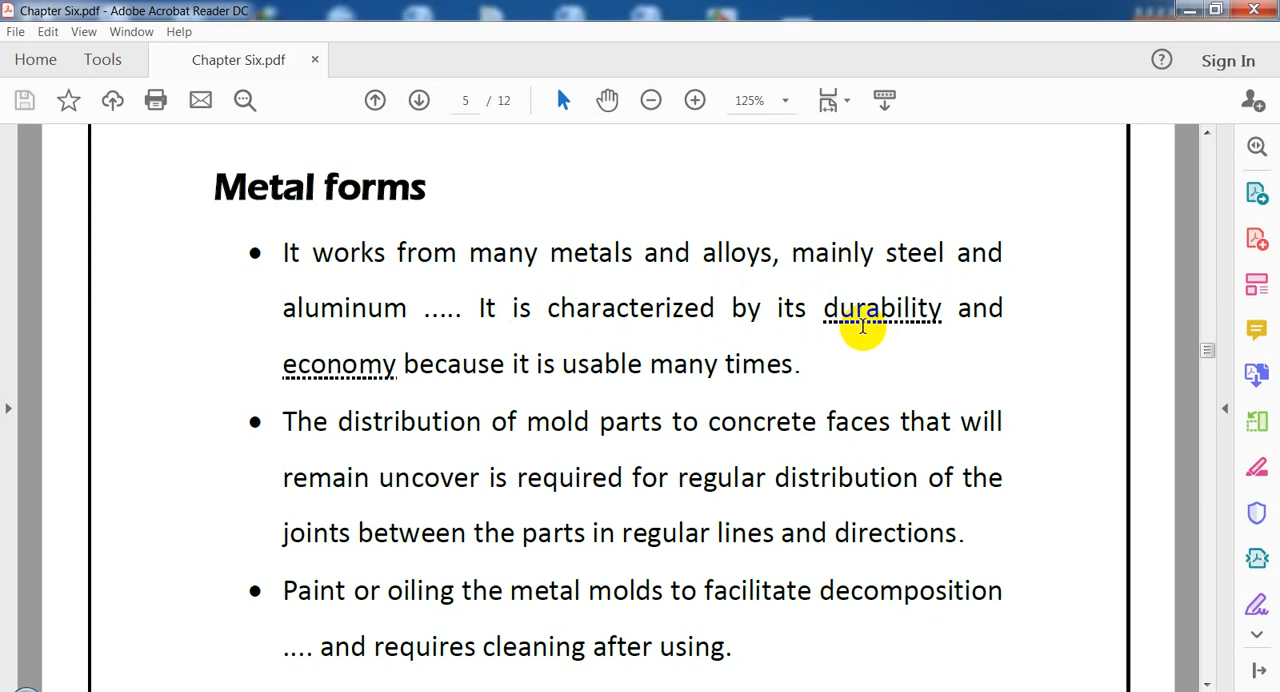 Chapter Six.pdf - Adobe Acrobat Reader DC
File Edit View Window Help
Home Tools Chapter Six.pdf × ? Sign In
5 / 12 125%
Metal forms
• It works from many metals and alloys, mainly steel and
aluminum ..... It is characterized by its durability and
economy because it is usable many times.
• The distribution of mold parts to concrete faces that will
remain uncover is required for regular distribution of the
joints between the parts in regular lines and directions.
• Paint or oiling the metal molds to facilitate decomposition
.... and requires cleaning after using.